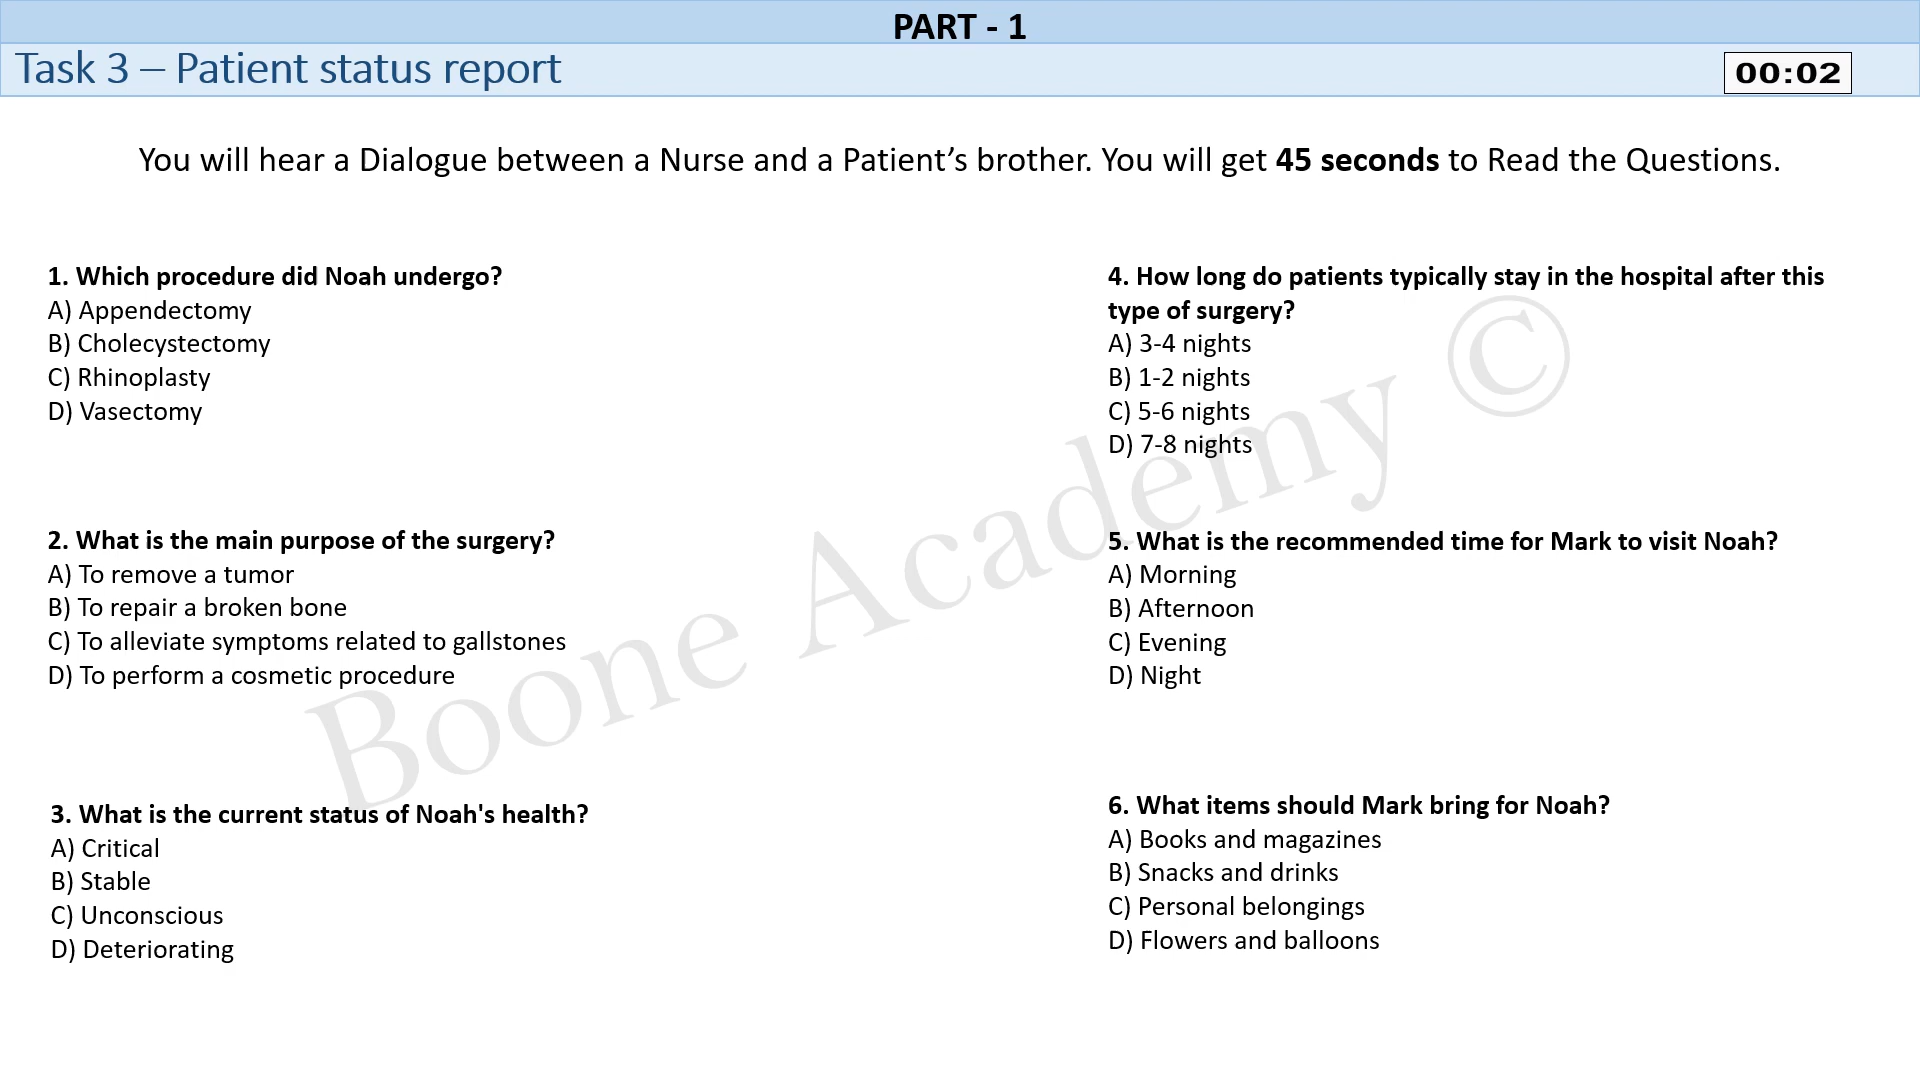 PART - 1
Task 3 – Patient status report
00:02
You will hear a Dialogue between a Nurse and a Patient’s brother. You will get 45 seconds to Read the Questions.
1. Which procedure did Noah undergo?
A) Appendectomy
B) Cholecystectomy
C) Rhinoplasty
D) Vasectomy
2. What is the main purpose of the surgery?
A) To remove a tumor
B) To repair a broken bone
C) To alleviate symptoms related to gallstones
D) To perform a cosmetic procedure
3. What is the current status of Noah's health?
A) Critical
B) Stable
C) Unconscious
D) Deteriorating
4. How long do patients typically stay in the hospital after this
type of surgery?
A) 3-4 nights
B) 1-2 nights
C) 5-6 nights
D) 7-8 nights
5. What is the recommended time for Mark to visit Noah?
A) Morning
B) Afternoon
C) Evening
D) Night
6. What items should Mark bring for Noah?
A) Books and magazines
B) Snacks and drinks
C) Personal belongings
D) Flowers and balloons
Boone Academy ©